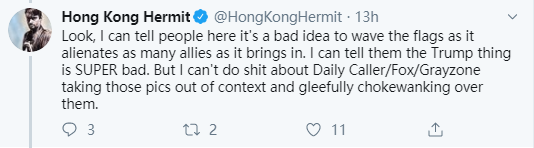 Hong Kong Hermit @HongKongHermit · 13h
Look, I can tell people here it's a bad idea to wave the flags as it
alienates as many allies as it brings in. I can tell them the Trump thing
is SUPER bad. But I can't do shit about Daily Caller/Fox/Grayzone
taking those pics out of context and gleefully chokewanking over
them.
3 2 11